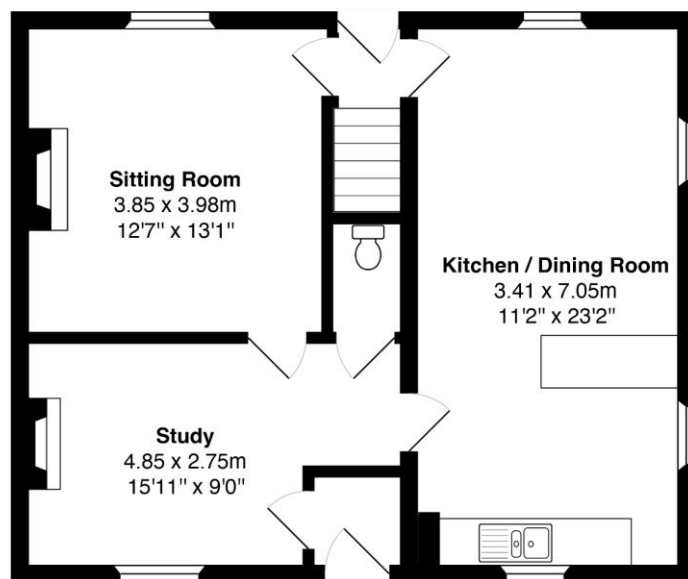 Sitting Room
3.85 x 3.98m
12'7" x 13'1"
Kitchen / Dining Room
3.41 x 7.05m
11'2" x 23'2"
Study
4.85 x 2.75m
15'11" x 9'0"